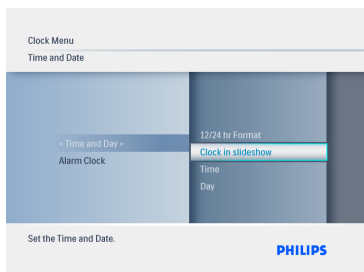 Clock Menu
Time and Date
< Time and Day >
Alarm Clock
12/24 hr Format
Clock in slideshow
Time
Day
Set the Time and Date.
PHILIPS